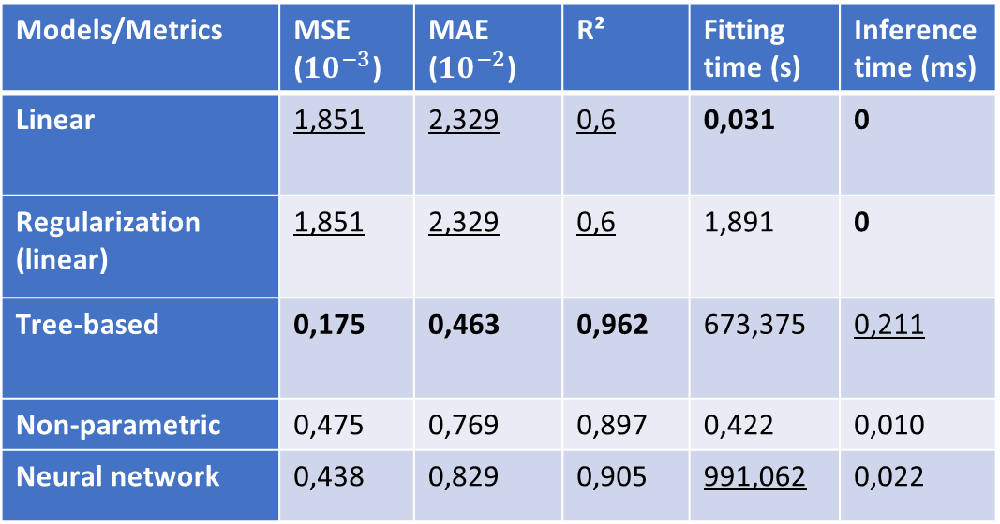 Models/Metrics MSE (10⁻³) MAE (10⁻²) R² Fitting time (s) Inference time (ms)
Linear 1,851 2,329 0,6 0,031 0
Regularization (linear) 1,851 2,329 0,6 1,891 0
Tree-based 0,175 0,463 0,962 673,375 0,211
Non-parametric 0,475 0,769 0,897 0,422 0,010
Neural network 0,438 0,829 0,905 991,062 0,022